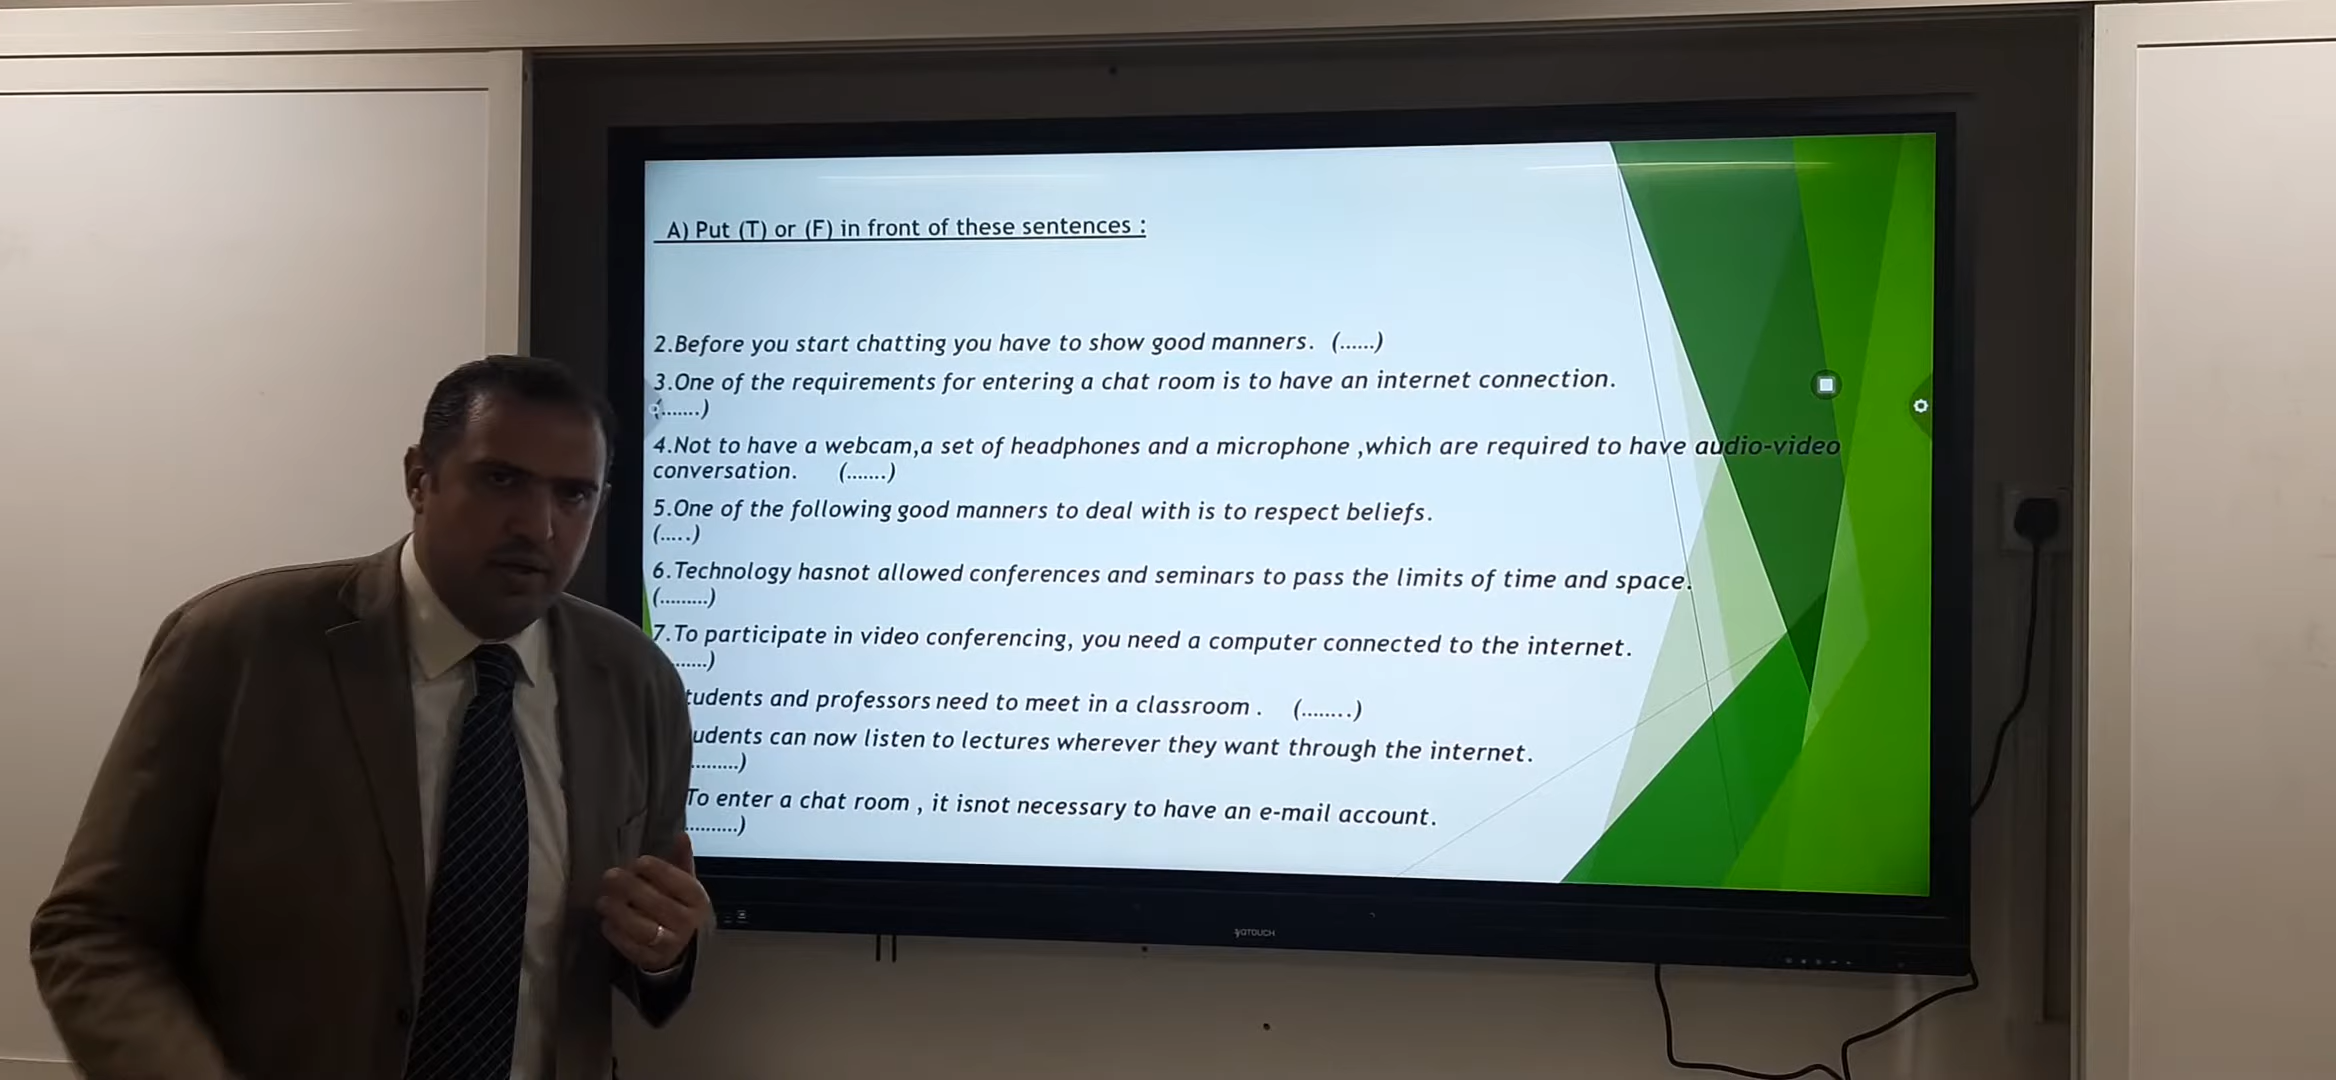 A) Put (T) or (F) in front of these sentences :
2.Before you start chatting you have to show good manners. (......)
3.One of the requirements for entering a chat room is to have an internet connection.
(.......)
4.Not to have a webcam,a set of headphones and a microphone ,which are required to have audio-video
conversation. (.......)
5.One of the following good manners to deal with is to respect beliefs.
(.....)
6.Technology hasnot allowed conferences and seminars to pass the limits of time and space.
(.........)
7.To participate in video conferencing, you need a computer connected to the internet.
......)
tudents and professors need to meet in a classroom . (........)
udents can now listen to lectures wherever they want through the internet.
.........)
To enter a chat room , it isnot necessary to have an e-mail account.
..........)